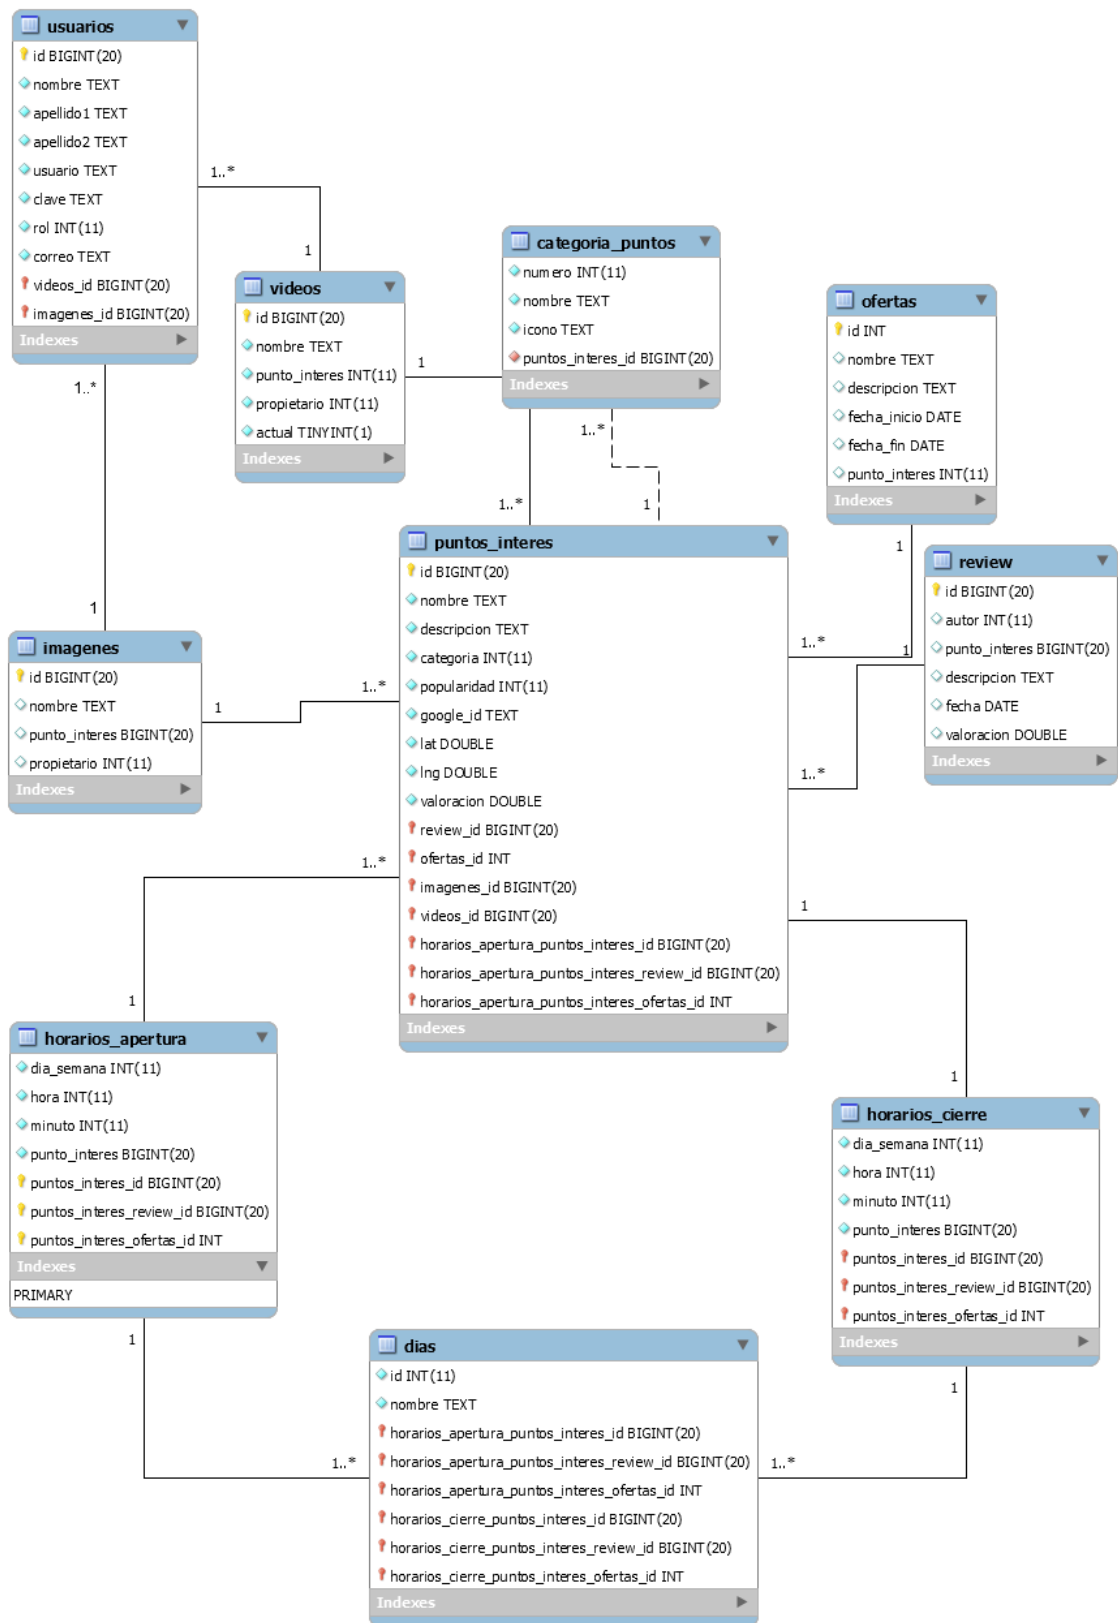 usuarios
id BIGINT(20)
nombre TEXT
apellido1 TEXT
apellido2 TEXT
usuario TEXT
clave TEXT
rol INT(11)
correo TEXT
videos_id BIGINT(20)
imagenes_id BIGINT(20)
Indexes
1..*
1
1..*
1
videos
id BIGINT(20)
nombre TEXT
punto_interes INT(11)
propietario INT(11)
actual TINYINT(1)
Indexes
1
categoria_puntos
numero INT(11)
nombre TEXT
icono TEXT
puntos_interes_id BIGINT(20)
Indexes
1..*
1..*
1
ofertas
id INT
nombre TEXT
descripcion TEXT
fecha_inicio DATE
fecha_fin DATE
punto_interes INT(11)
Indexes
1
1..*
review
id BIGINT(20)
autor INT(11)
punto_interes BIGINT(20)
descripcion TEXT
fecha DATE
valoracion DOUBLE
Indexes
1
1..*
imagenes
id BIGINT(20)
nombre TEXT
punto_interes BIGINT(20)
propietario INT(11)
Indexes
1
1..*
puntos_interes
id BIGINT(20)
nombre TEXT
descripcion TEXT
categoria INT(11)
popularidad INT(11)
google_id TEXT
lat DOUBLE
lng DOUBLE
valoracion DOUBLE
review_id BIGINT(20)
ofertas_id INT
imagenes_id BIGINT(20)
videos_id BIGINT(20)
horarios_apertura_puntos_interes_id BIGINT(20)
horarios_apertura_puntos_interes_review_id BIGINT(20)
horarios_apertura_puntos_interes_ofertas_id INT
Indexes
1..*
1
1
1
horarios_apertura
dia_semana INT(11)
hora INT(11)
minuto INT(11)
punto_interes BIGINT(20)
puntos_interes_id BIGINT(20)
puntos_interes_review_id BIGINT(20)
puntos_interes_ofertas_id INT
Indexes
PRIMARY
1
1..*
horarios_cierre
dia_semana INT(11)
hora INT(11)
minuto INT(11)
punto_interes BIGINT(20)
puntos_interes_id BIGINT(20)
puntos_interes_review_id BIGINT(20)
puntos_interes_ofertas_id INT
Indexes
1
1..*
dias
id INT(11)
nombre TEXT
horarios_apertura_puntos_interes_id BIGINT(20)
horarios_apertura_puntos_interes_review_id BIGINT(20)
horarios_apertura_puntos_interes_ofertas_id INT
horarios_cierre_puntos_interes_id BIGINT(20)
horarios_cierre_puntos_interes_review_id BIGINT(20)
horarios_cierre_puntos_interes_ofertas_id INT
Indexes